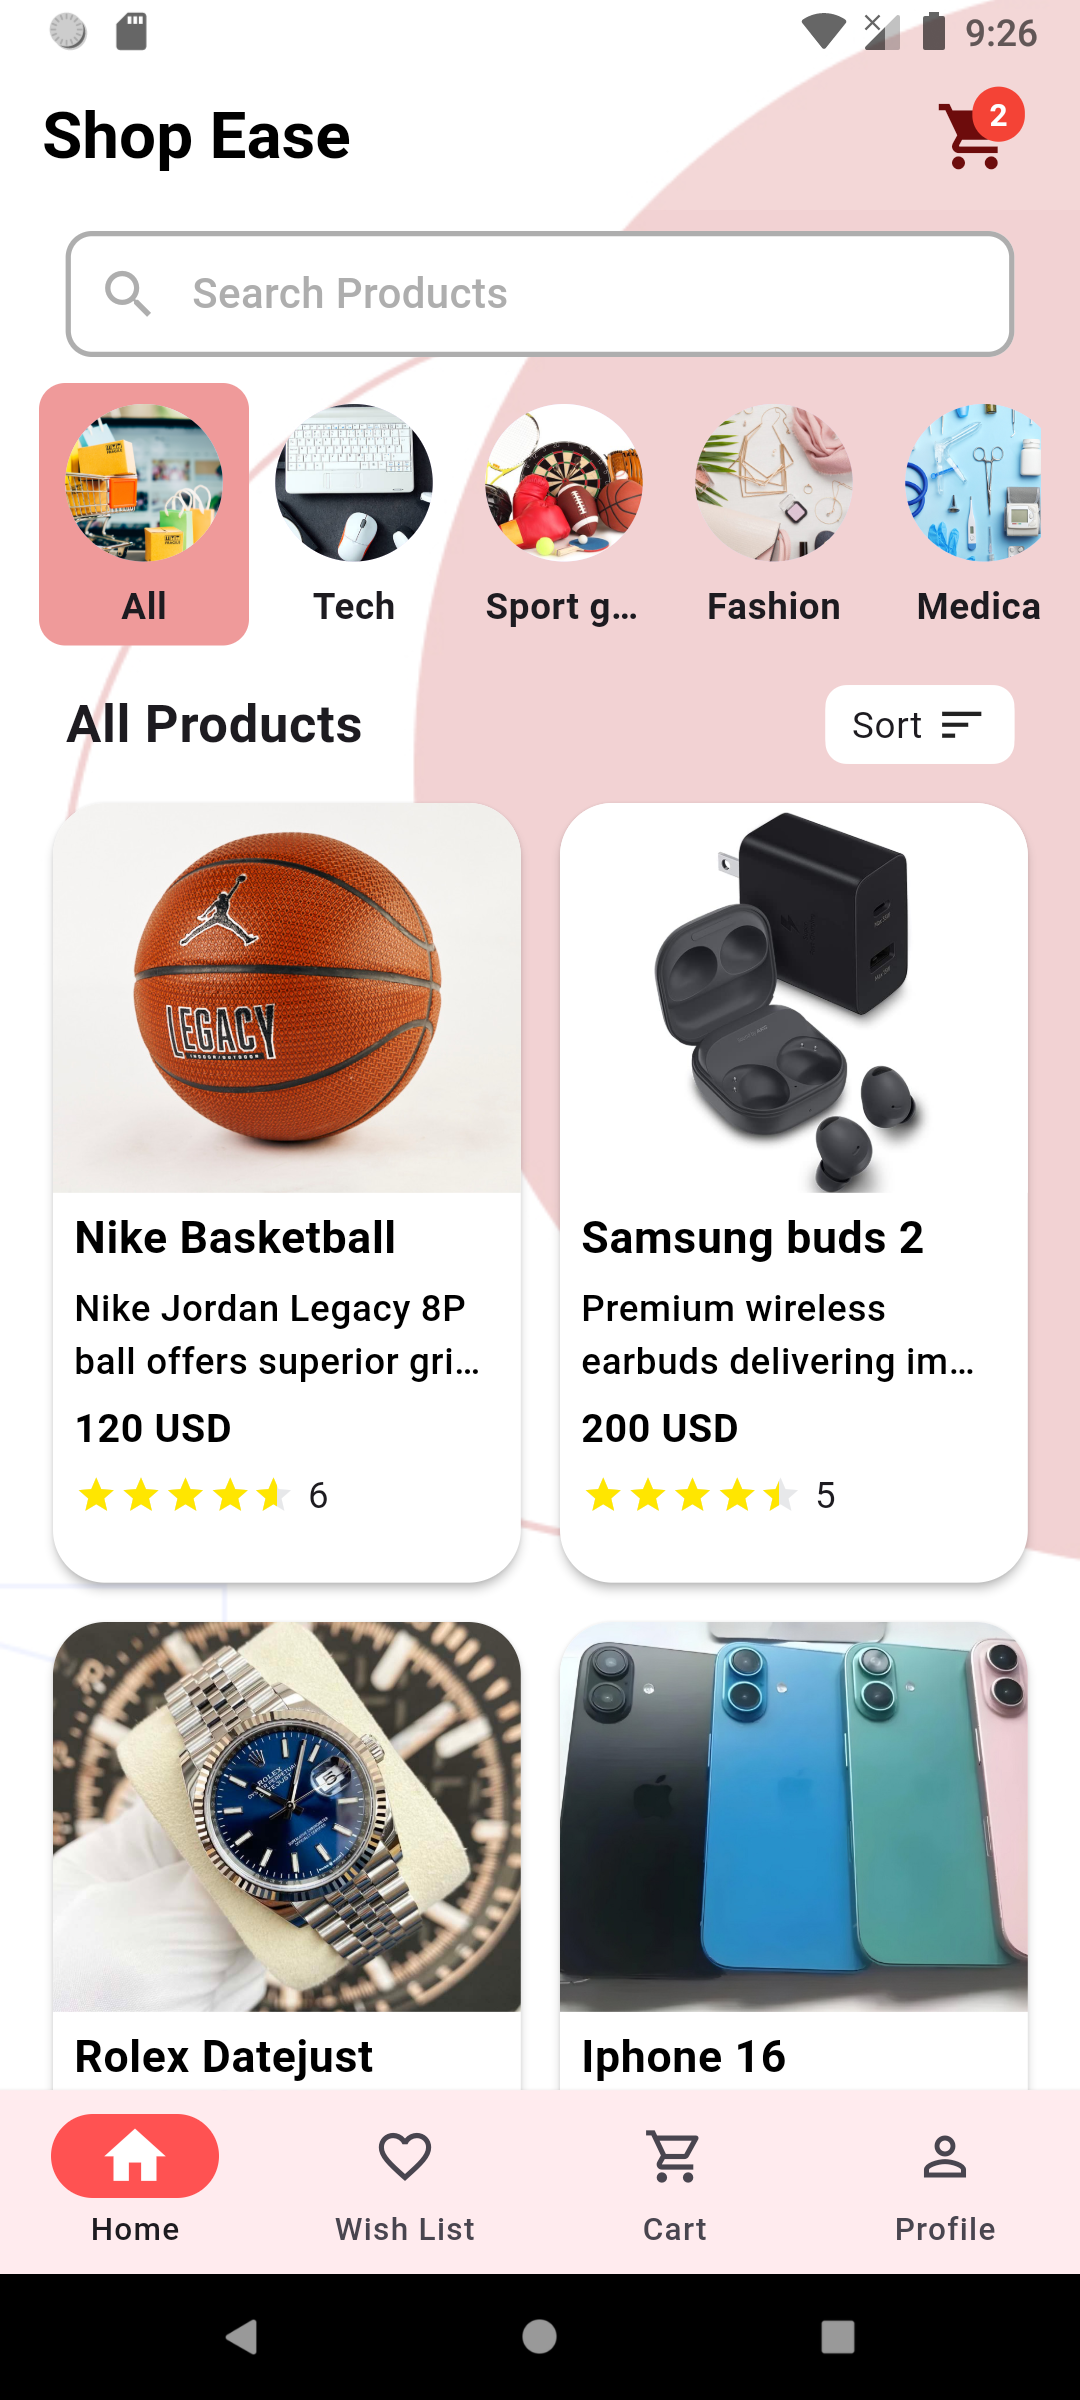 9:26
Shop Ease
2
Search Products
All
Tech
Sport g...
Fashion
Medica
All Products
Sort
LEGACY
Nike Basketball
Nike Jordan Legacy 8P
ball offers superior gri...
120 USD
6
Samsung buds 2
Premium wireless
earbuds delivering im...
200 USD
5
ROLEX
Rolex Datejust
Iphone 16
Home
Wish List
Cart
Profile